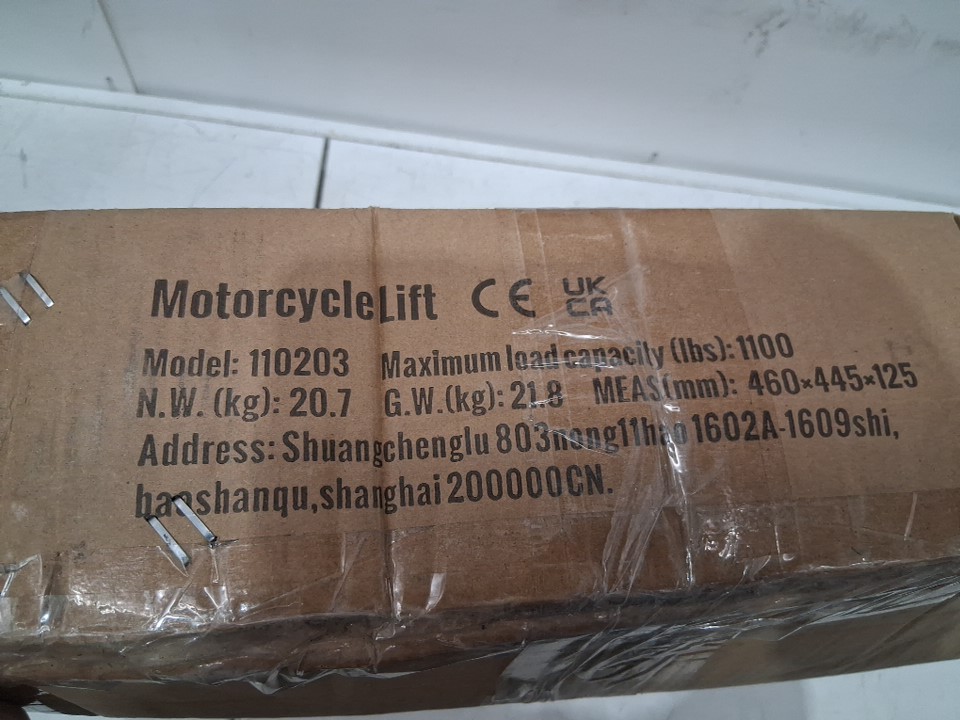 MotorcycleLift CE UK CA
Model: 110203 Maximum load capacity (lbs): 1100
N.W. (kg): 20.7 G.W.(kg): 21.8 MEAS(mm): 460×445×125
Address: Shuangchenglu 803nong11hao 1602A-1609shi,
baoshanqu,shanghai 200000CN.